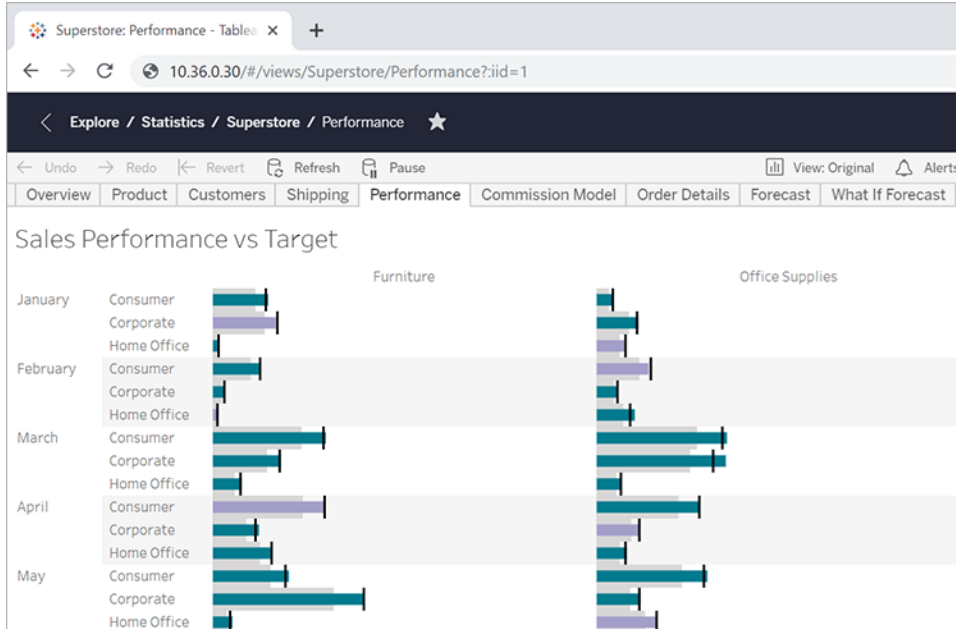 Superstore: Performance - Tablea
10.36.0.30/#/views/Superstore/Performance?:iid=1
Explore / Statistics / Superstore / Performance
Undo Redo Revert Refresh Pause View: Original Alerts
Overview Product Customers Shipping Performance Commission Model Order Details Forecast What If Forecast
Sales Performance vs Target
Furniture Office Supplies
January Consumer
Corporate
Home Office
February Consumer
Corporate
Home Office
March Consumer
Corporate
Home Office
April Consumer
Corporate
Home Office
May Consumer
Corporate
Home Office